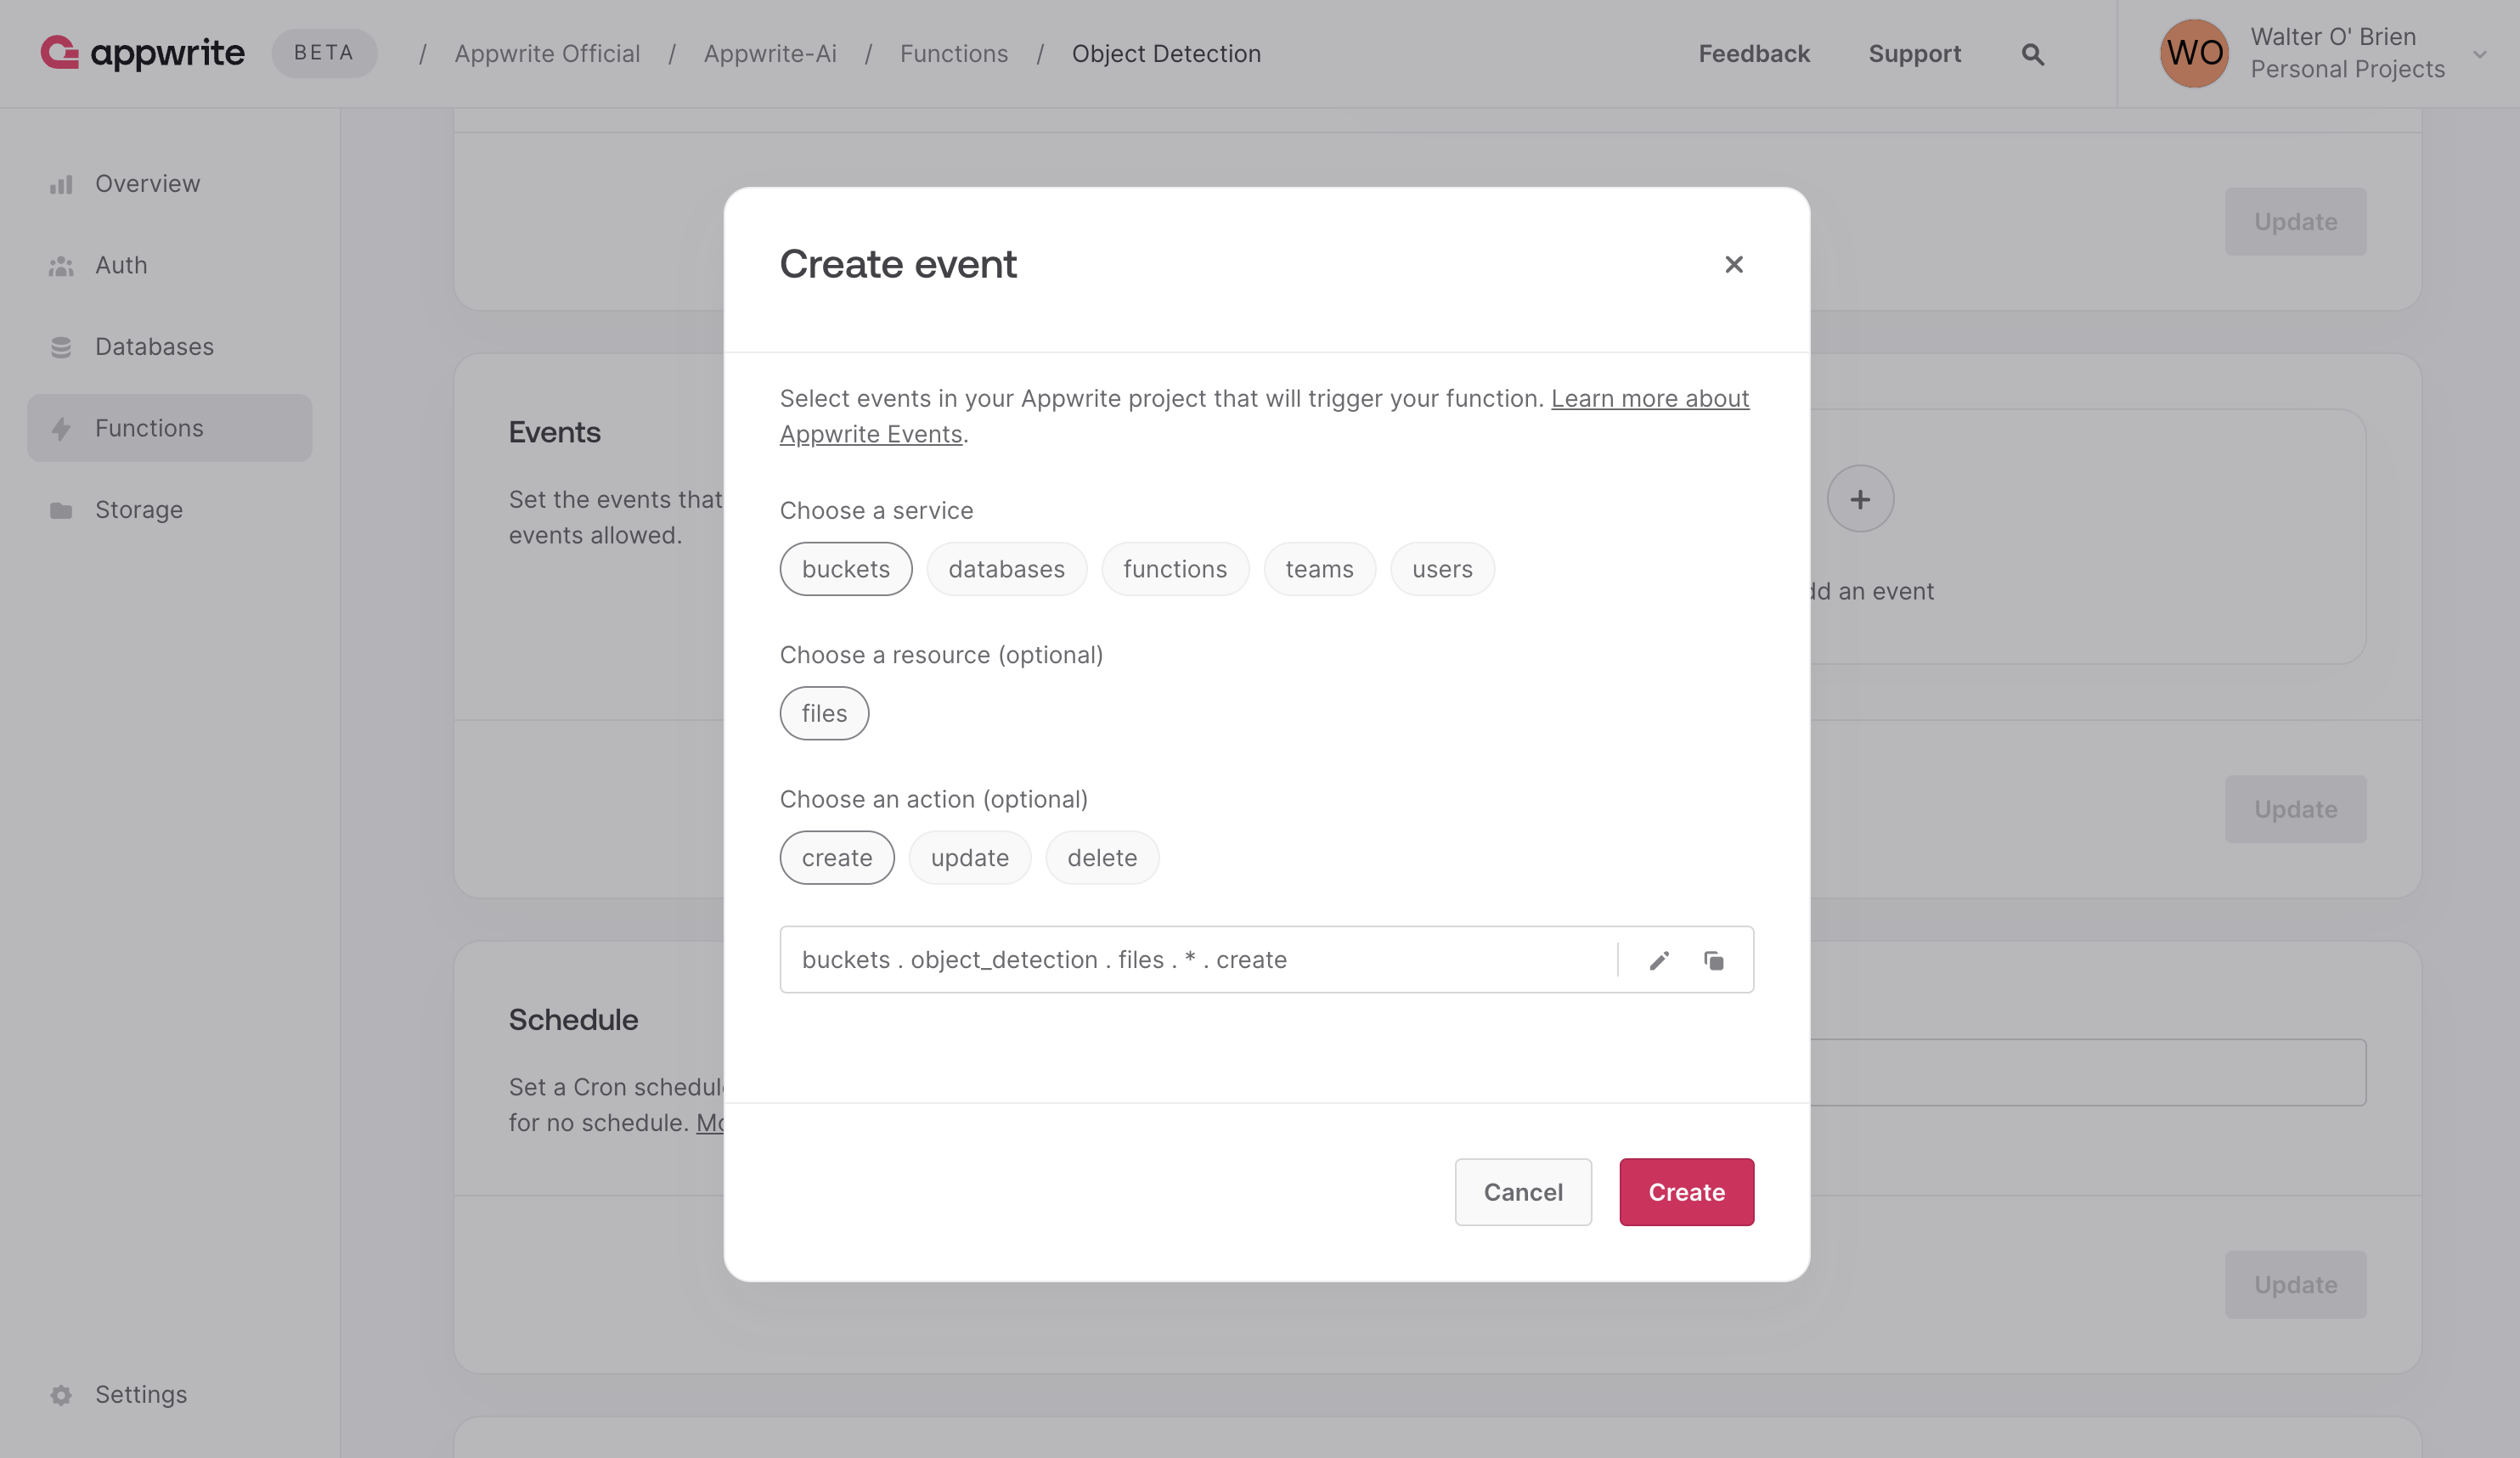 appwrite BETA / Appwrite Official / Appwrite-Ai / Functions / Object Detection Feedback Support WO Walter O' Brien
Personal Projects
Overview
Auth
Databases
Functions
Storage
Settings
Update
Events
Set the events that
events allowed.
an event
Update
Schedule
Set a Cron
for no schedule.
Update
Create event
Select events in your Appwrite project that will trigger your function. Learn more about
Appwrite Events.
Choose a service
buckets databases functions teams users
Choose a resource (optional)
files
Choose an action (optional)
create update delete
buckets . object_detection . files . * . create
Cancel Create